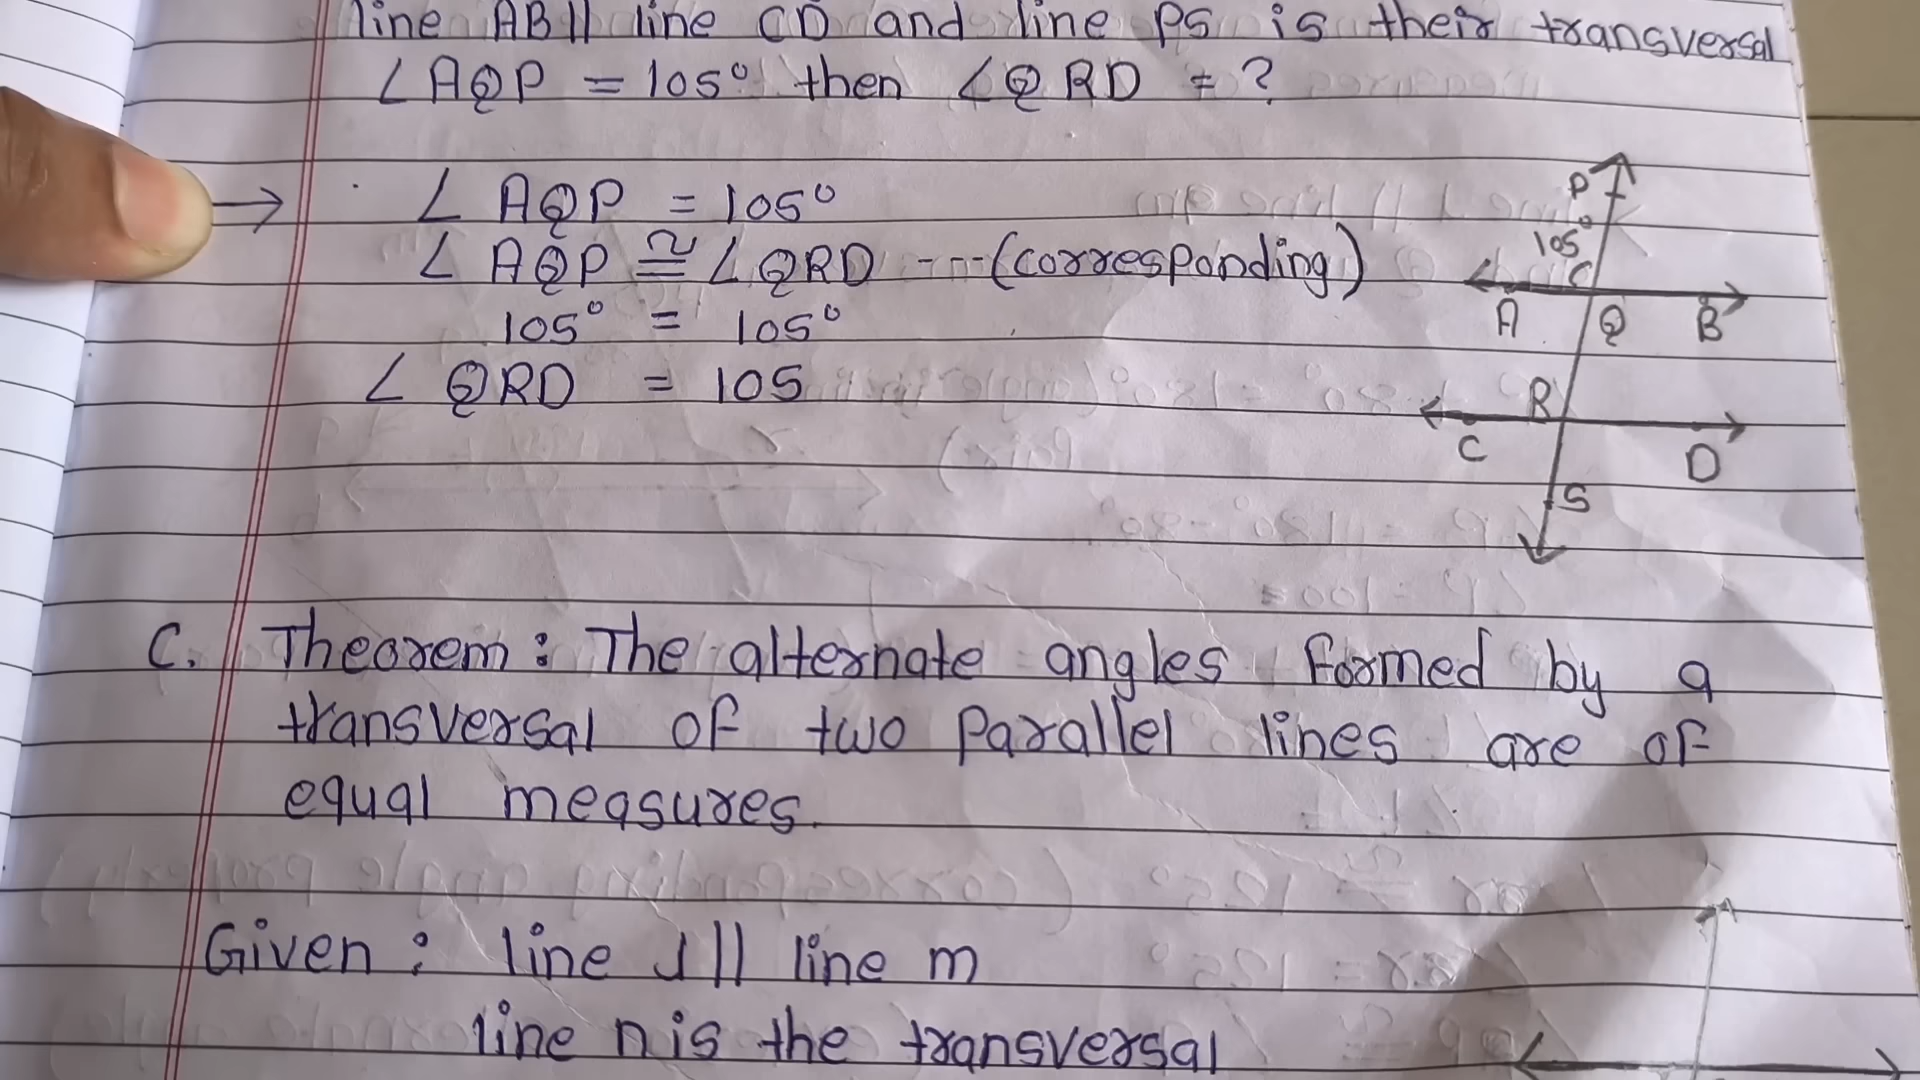 line AB || line CD and line PS is their transversal
∠AQP = 105° then ∠QRD = ?
→ ∠AQP = 105°
∠AQP ≅ ∠QRD ---(corresponding)
105° = 105°
∠QRD = 105
P
105°
A Q B
R
C D
S
C. Theorem : The alternate angles formed by a
transversal of two parallel lines are of
equal measures.
Given : line l || line m
line n is the transversal